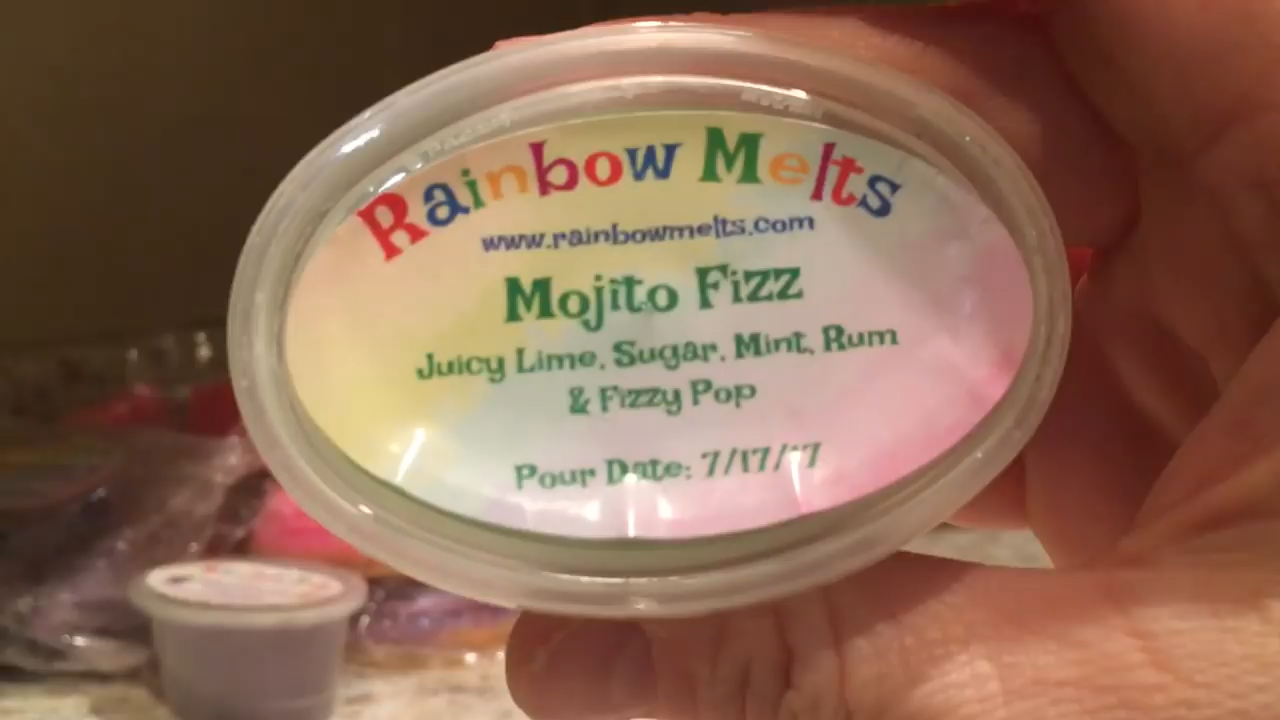 Rainbow Melts
www.rainbowmelts.com
Mojito Fizz
Juicy Lime, Sugar, Mint, Rum
& Fizzy Pop
Pour Date: 7/17/17